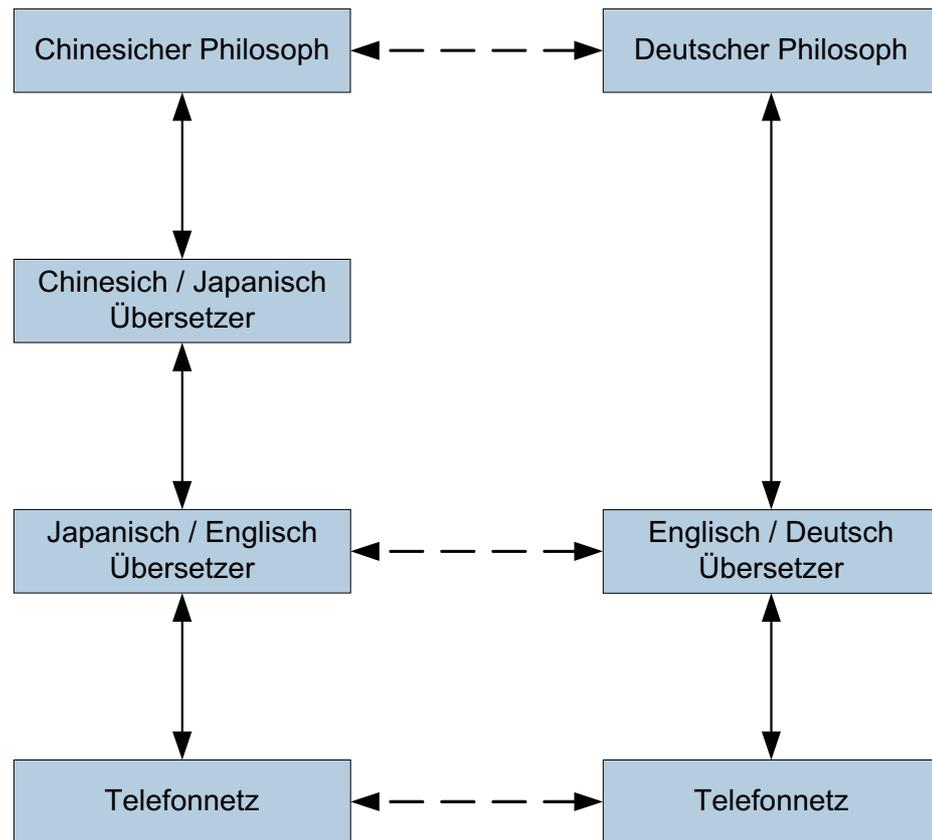 Chinesicher Philosoph
Deutscher Philosoph
Chinesich / Japanisch
Übersetzer
Japanisch / Englisch
Übersetzer
Englisch / Deutsch
Übersetzer
Telefonnetz
Telefonnetz